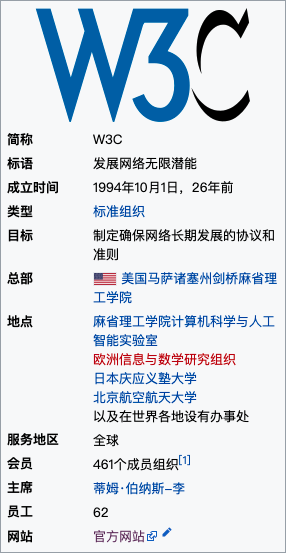 W3C
简称 W3C
标语 发展网络无限潜能
成立时间 1994年10月1日，26年前
类型 标准组织
目标 制定确保网络长期发展的协议和
准则
总部 美国马萨诸塞州剑桥麻省理
工学院
地点 麻省理工学院计算机科学与人工
智能实验室
欧洲信息与数学研究组织
日本庆应义塾大学
北京航空航天大学
以及在世界各地设有办事处
服务地区 全球
会员 461个成员组织[1]
主席 蒂姆·伯纳斯-李
员工 62
网站 官方网站